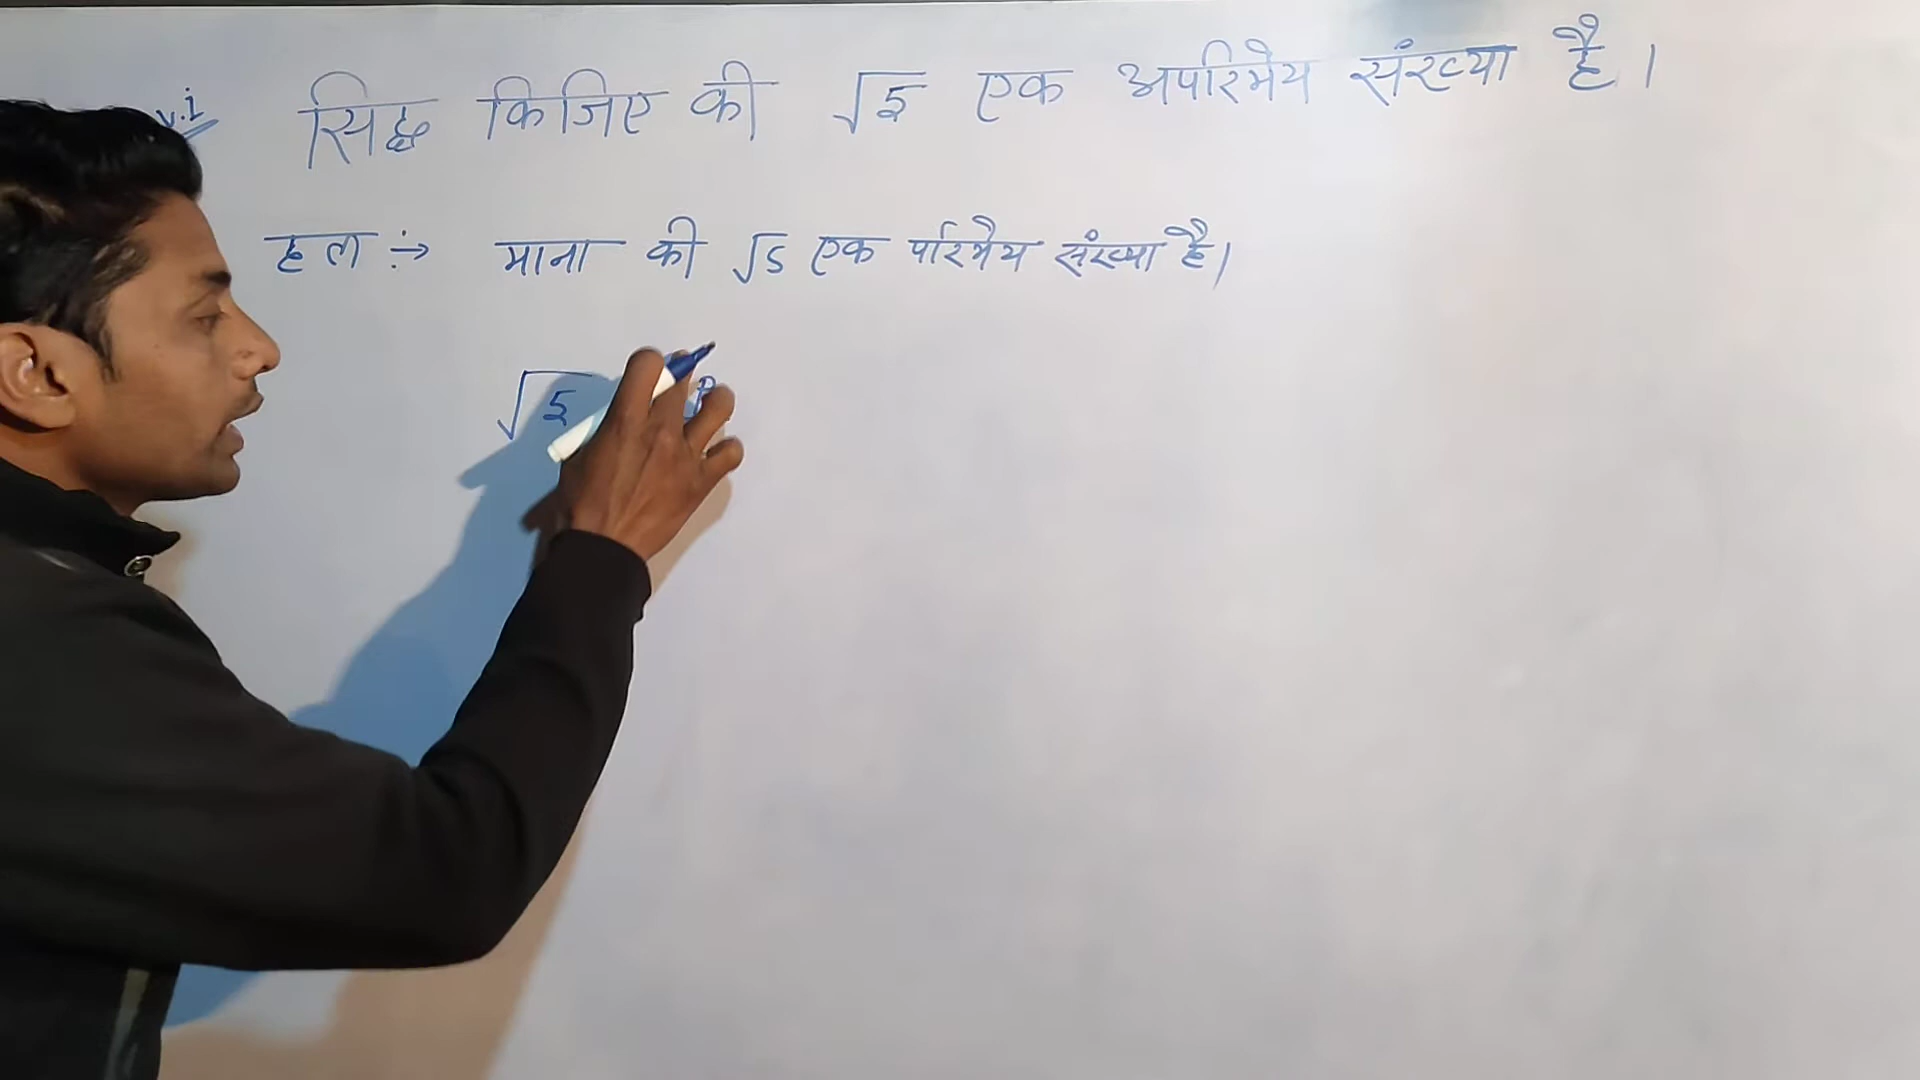 v.i सिद्ध किजिए की √5 एक अपरिमेय संख्या है।
हल :→ माना की √5 एक परिमैय संख्या है।
√5 P